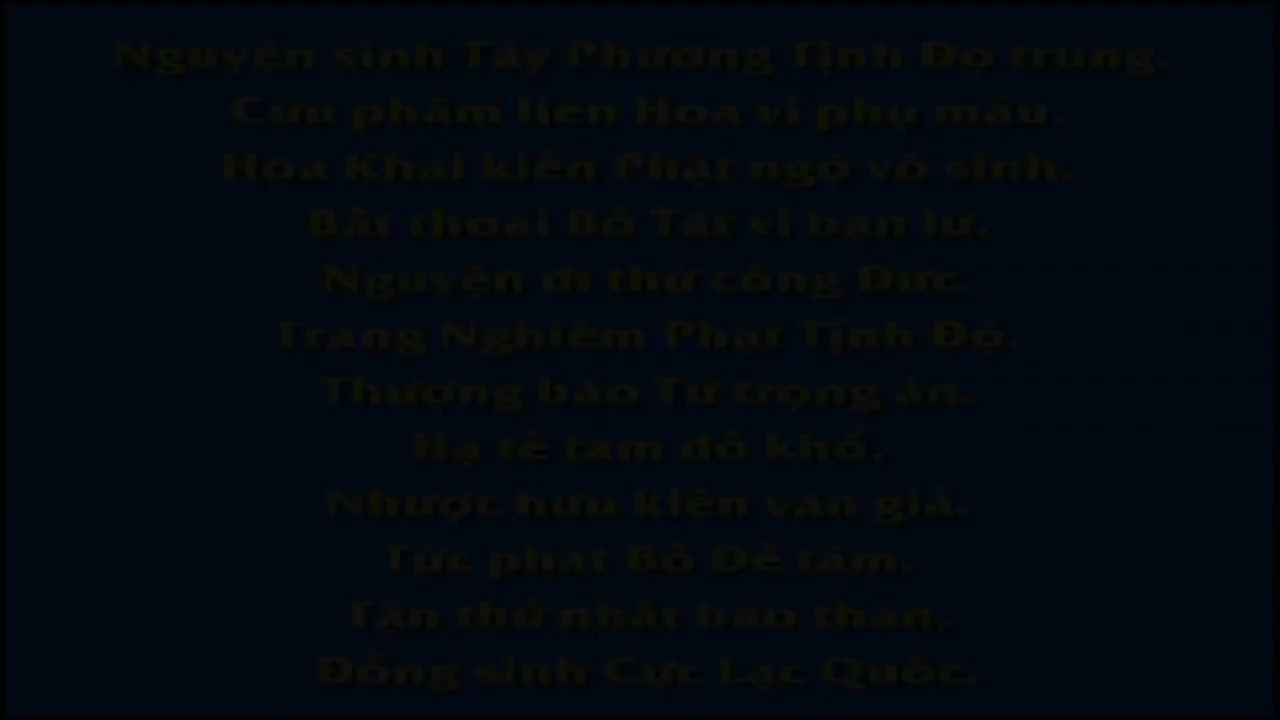 Nguyện sinh Tây Phương Tịnh Độ trung.
Cửu phẩm liên Hoa vi phụ mẫu.
Hoa Khai kiến Phật ngộ vô sinh.
Bất thoái Bồ Tát vi bạn lữ.
Nguyện dĩ thử công Đức.
Trang Nghiêm Phật Tịnh Độ.
Thượng báo Tứ trọng ân.
Hạ tề tam đồ khổ.
Nhược hữu kiến văn giả.
Tức phát Bồ Đề tâm.
Tận thử nhất báo thân.
Đồng sinh Cực Lạc Quốc.